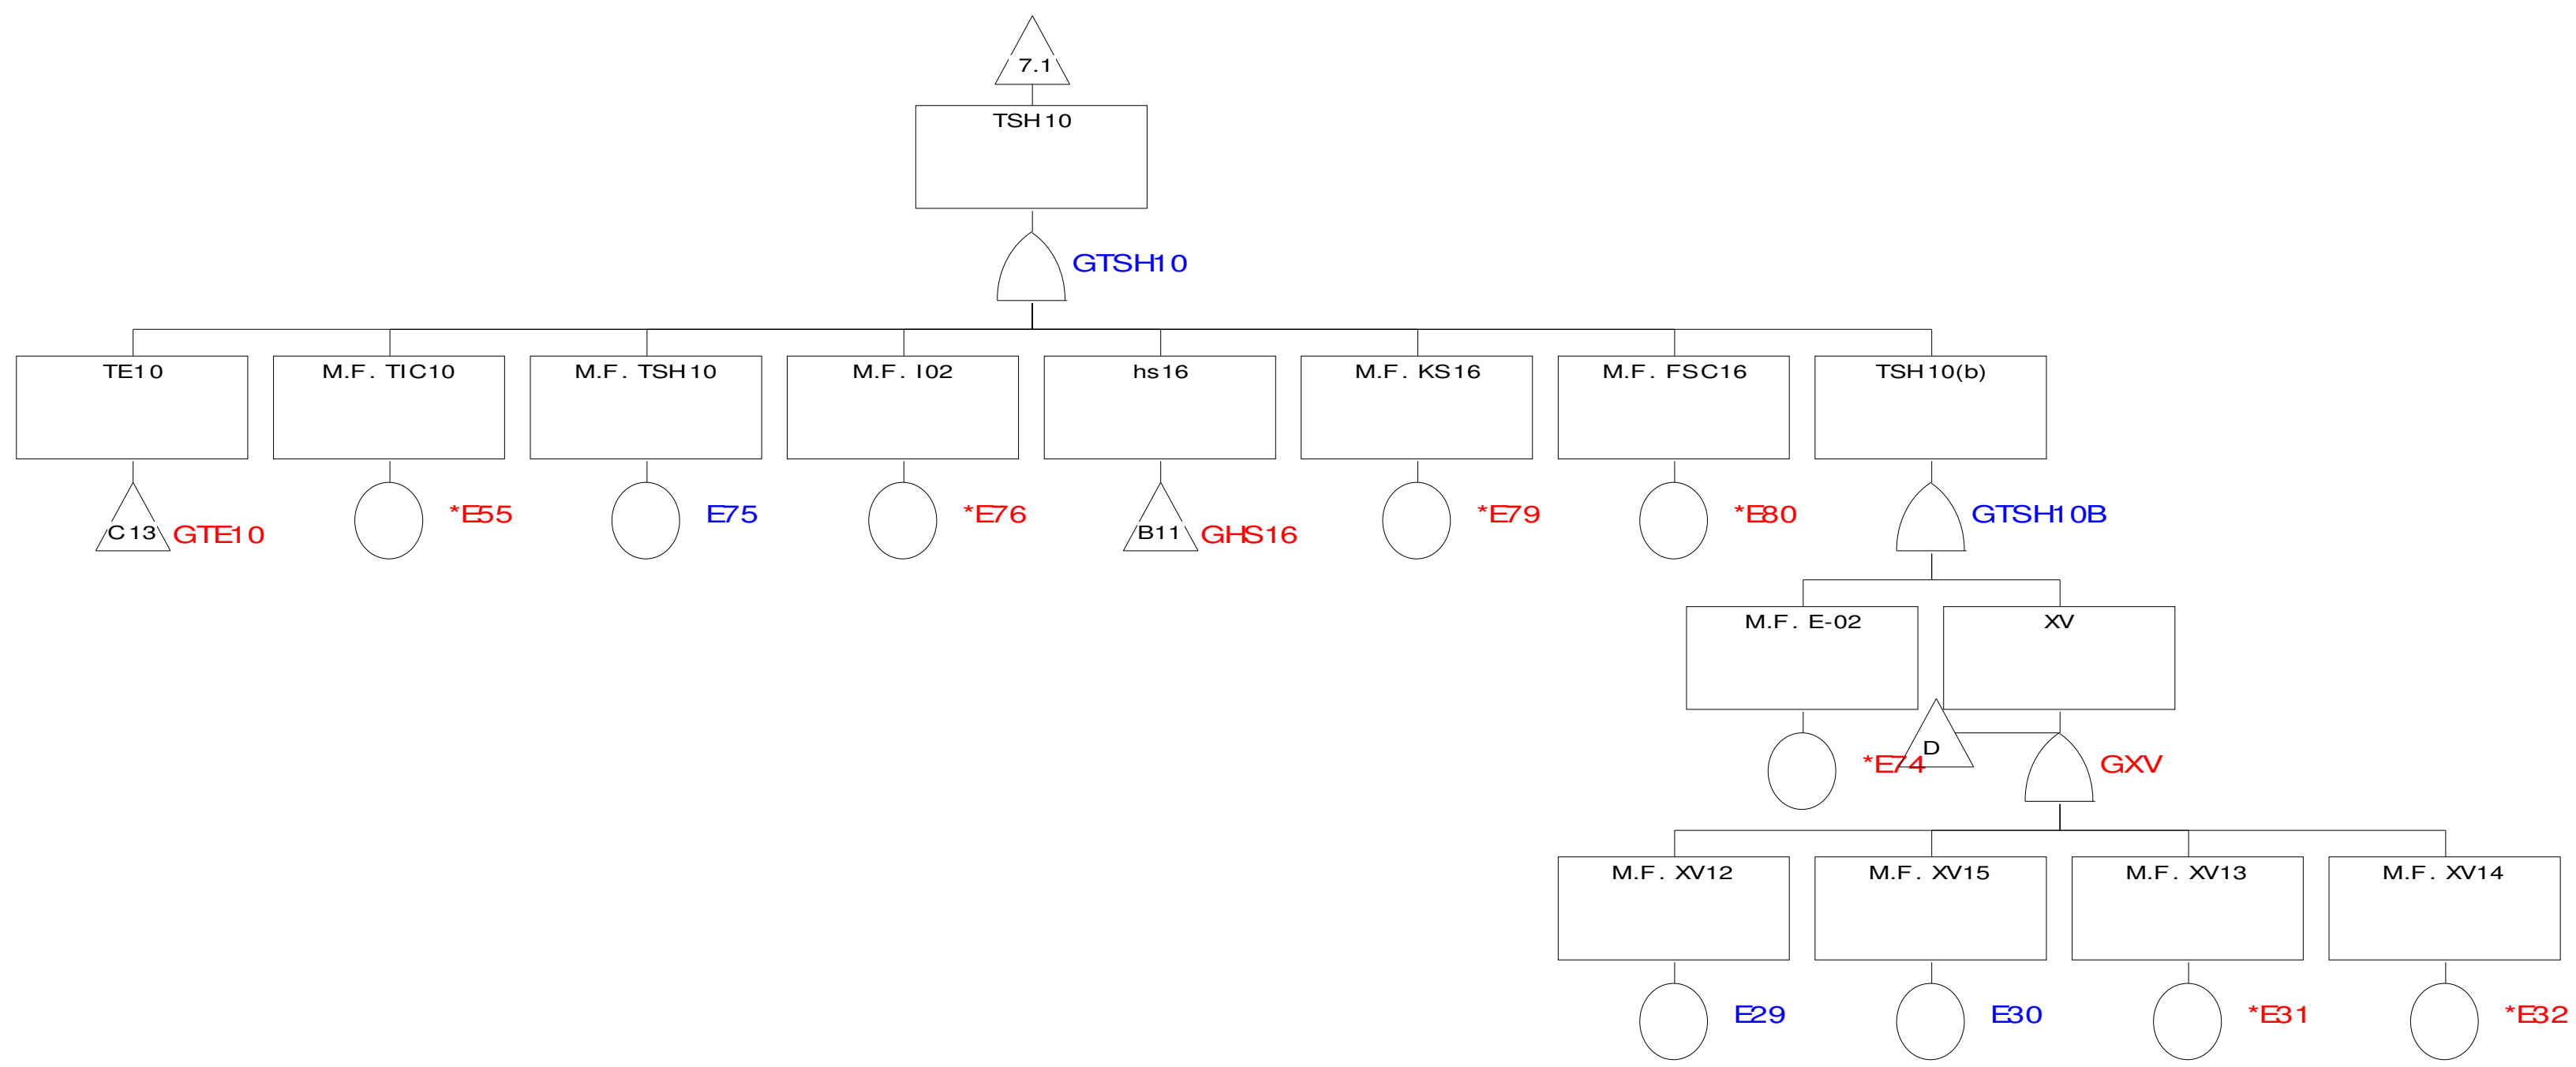 7.1
TSH10
GTSH10
TE10
M.F. TIC10
M.F. TSH10
M.F. I02
hs16
M.F. KS16
M.F. FSC16
TSH10(b)
C13
GTE10
*E55
E75
*E76
B11
GHS16
*E79
*E80
GTSH10B
M.F. E-02
XV
*E74
D
GXV
M.F. XV12
M.F. XV15
M.F. XV13
M.F. XV14
E29
E30
*E31
*E32